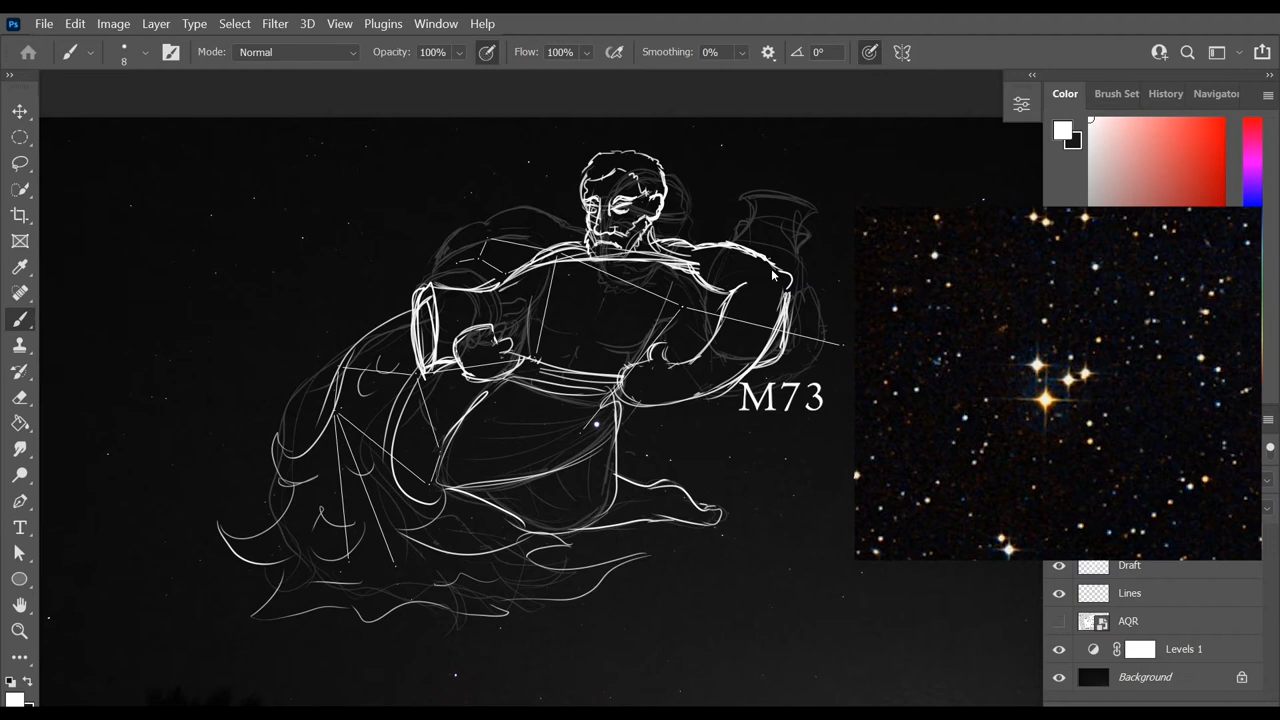 Ps File Edit Image Layer Type Select Filter 3D View Plugins Window Help
8 Mode: Normal Opacity: 100% Flow: 100% Smoothing: 0% 0°
Color Brush Set History Navigator
M73
Draft
Lines
AQR
Levels 1
Background